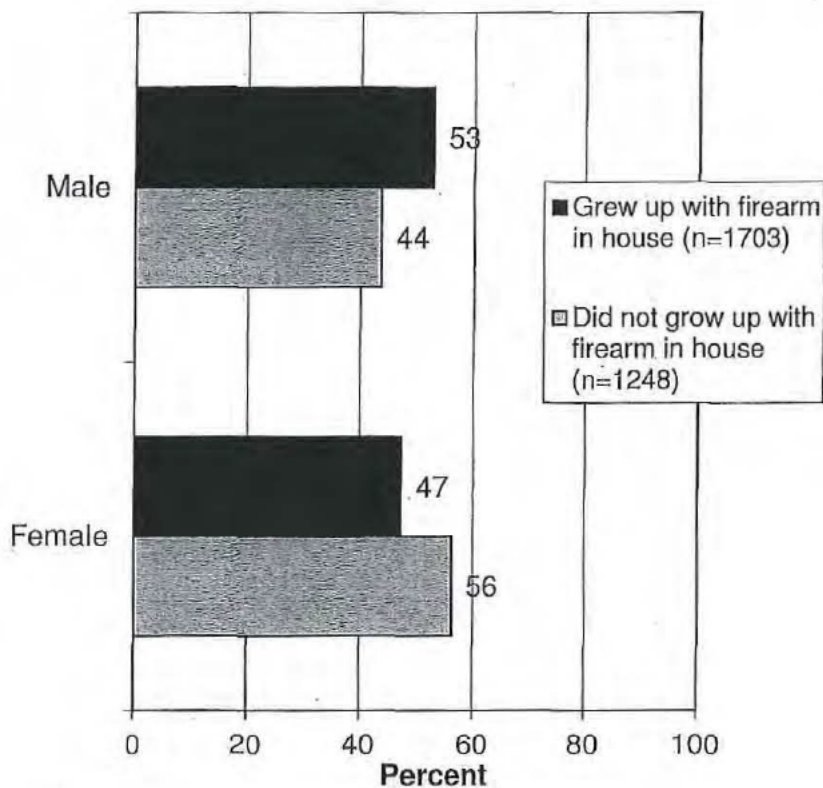 Male
53
44
Female
47
56
Grew up with firearm
in house (n=1703)
Did not grow up with
firearm in house
(n=1248)
0 20 40 60 80 100
Percent